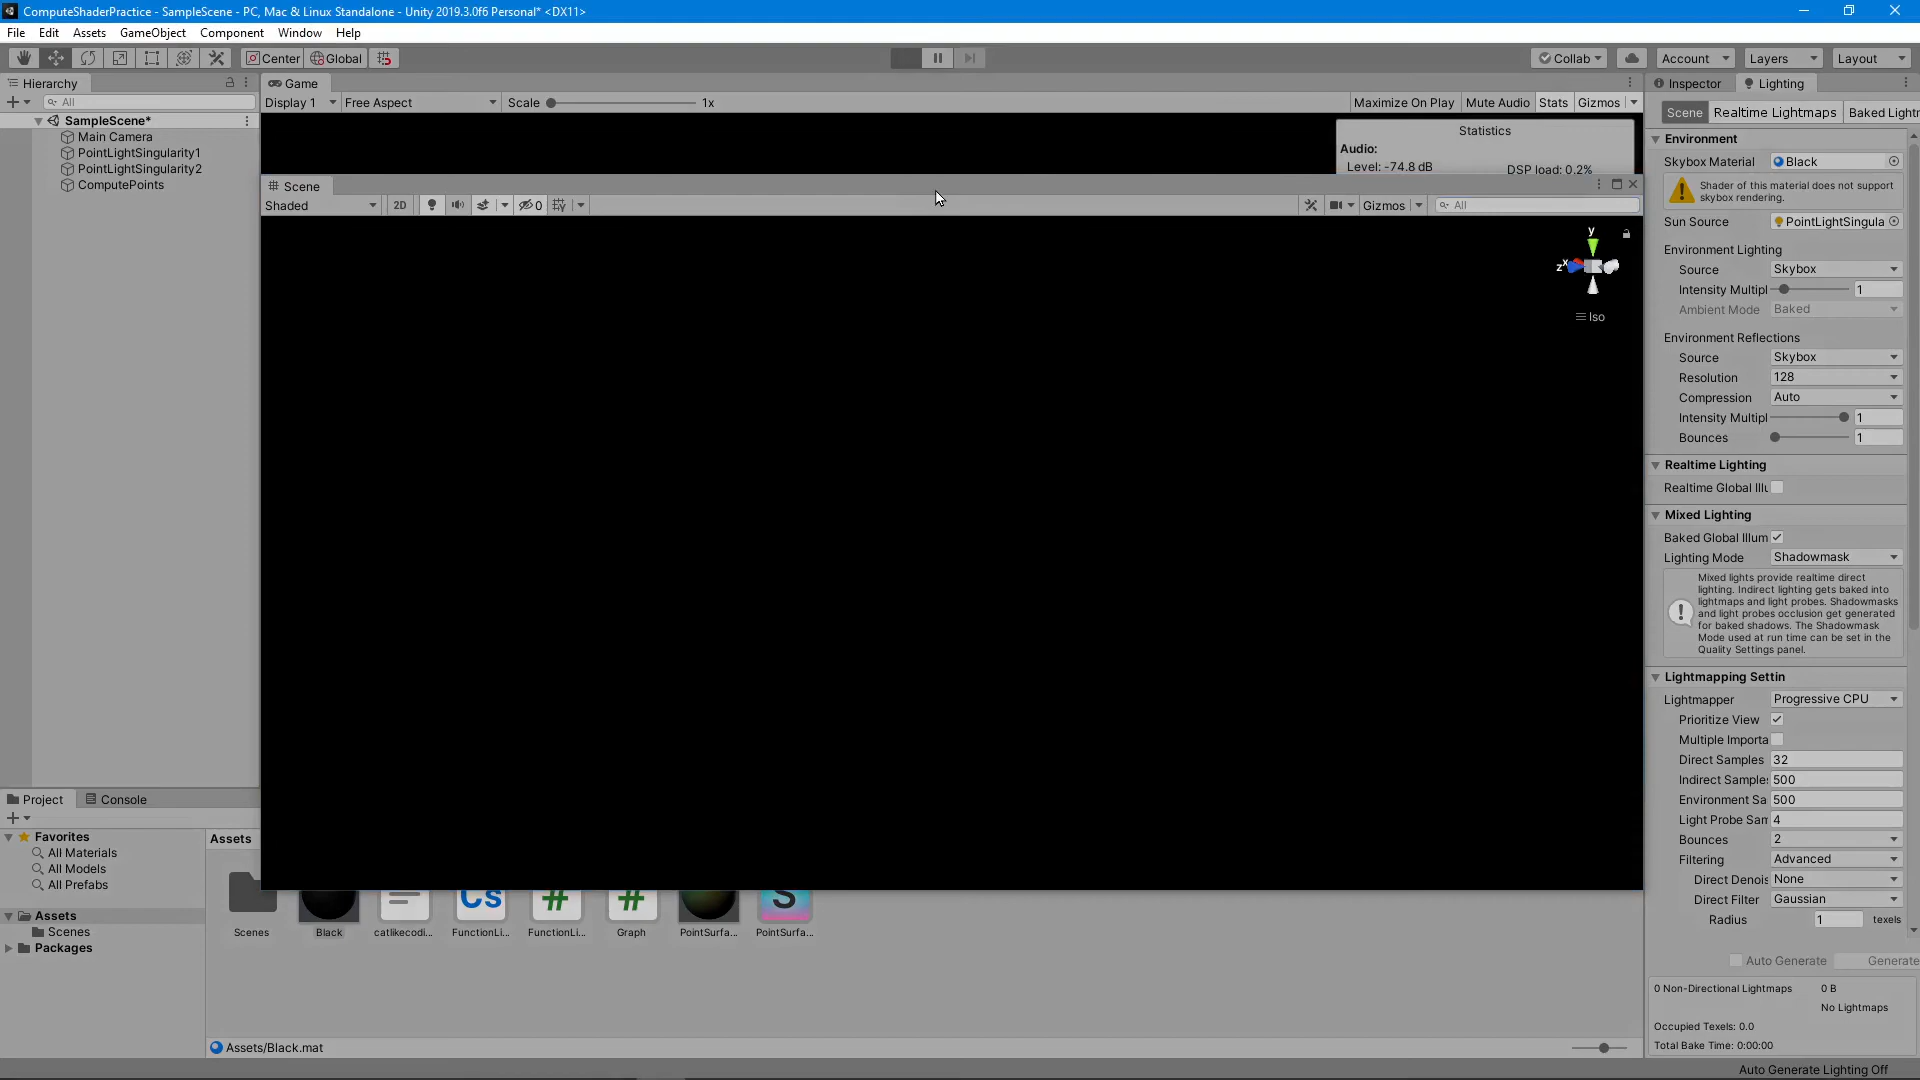 ComputeShaderPractice - SampleScene - PC, Mac & Linux Standalone - Unity 2019.3.0f6 Personal* <DX11>
File Edit Assets GameObject Component Window Help
Center Global Collab Account Layers Layout
Hierarchy
All
SampleScene*
Main Camera
PointLightSingularity1
PointLightSingularity2
ComputePoints
Game
Display 1 Free Aspect Scale 1x Maximize On Play Mute Audio Stats Gizmos
Statistics
Audio:
Level: -74.8 dB DSP load: 0.2%
Scene
Shaded 2D 0 Gizmos All
y
z x
Iso
Inspector Lighting
Scene Realtime Lightmaps Baked Lightr
Environment
Skybox Material Black
Shader of this material does not support
skybox rendering.
Sun Source PointLightSingula
Environment Lighting
Source Skybox
Intensity Multipl 1
Ambient Mode Baked
Environment Reflections
Source Skybox
Resolution 128
Compression Auto
Intensity Multipl 1
Bounces 1
Realtime Lighting
Realtime Global Illu
Mixed Lighting
Baked Global Illum
Lighting Mode Shadowmask
Mixed lights provide realtime direct
lighting. Indirect lighting gets baked into
lightmaps and light probes. Shadowmasks
and light probes occlusion get generated
for baked shadows. The Shadowmask
Mode used at run time can be set in the
Quality Settings panel.
Lightmapping Settin
Lightmapper Progressive CPU
Prioritize View
Multiple Importa
Direct Samples 32
Indirect Sample: 500
Environment Sa 500
Light Probe Sam 4
Bounces 2
Filtering Advanced
Direct Denois None
Direct Filter Gaussian
Radius 1 texels
Auto Generate Generate
0 Non-Directional Lightmaps 0 B
No Lightmaps
Occupied Texels: 0.0
Total Bake Time: 0:00:00
Auto Generate Lighting Off
Project Console
Favorites
All Materials
All Models
All Prefabs
Assets
Scenes
Packages
Assets
Cs # # S
Scenes Black catlikecodi... FunctionLi... FunctionLi... Graph PointSurfa... PointSurfa...
Assets/Black.mat